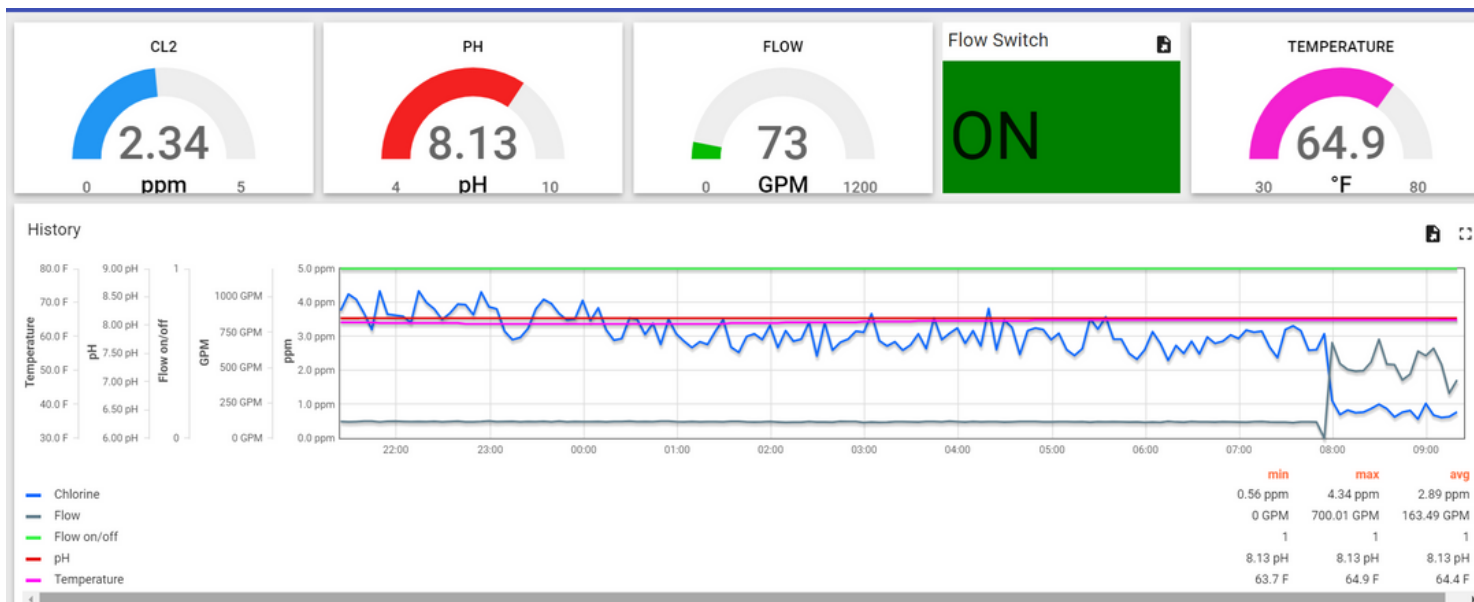 CL2 PH FLOW Flow Switch TEMPERATURE
2.34 8.13 73 ON 64.9
0 ppm 5 4 pH 10 0 GPM 1200 30 °F 80
History
80.0 F 9.00 pH 1 5.0 ppm
70.0 F 8.50 pH 1000 GPM 4.0 ppm
60.0 F 8.00 pH 750 GPM 3.0 ppm
Temperature pH Flow on/off GPM ppm
50.0 F 7.50 pH 500 GPM 2.0 ppm
40.0 F 7.00 pH 250 GPM 1.0 ppm
6.50 pH
30.0 F 6.00 pH 0 0 GPM 0.0 ppm
22:00 23:00 00:00 01:00 02:00 03:00 04:00 05:00 06:00 07:00 08:00 09:00
min max avg
Chlorine 0.56 ppm 4.34 ppm 2.89 ppm
Flow 0 GPM 700.01 GPM 163.49 GPM
Flow on/off 1 1 1
pH 8.13 pH 8.13 pH 8.13 pH
Temperature 63.7 F 64.9 F 64.4 F